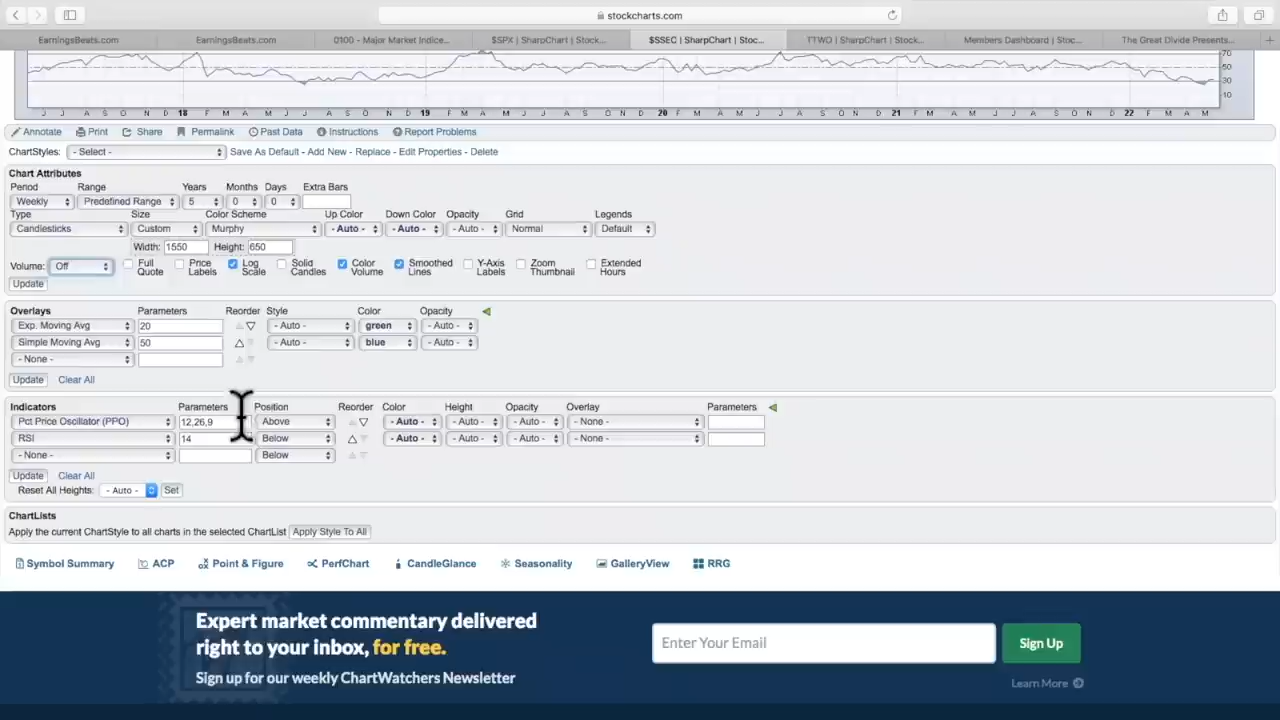 stockcharts.com
EarningsBeats.com EarningsBeats.com 0100 - Major Market Indice... $SPX | SharpChart | Stock... $SSEC | SharpChart | Stoc... TTWO | SharpChart | Stock... Members Dashboard | Stoc... The Great Divide Presents...
70
50
30
10
J J A S O N D 18 F M A M J J A S O N D 19 F M A M J J A S O N D 20 F M A M J J A S O N D 21 F M A M J J A S O N D 22 F M A M
Annotate Print Share Permalink Past Data Instructions Report Problems
ChartStyles: - Select - Save As Default - Add New - Replace - Edit Properties - Delete
Chart Attributes
Period Range Years Months Days Extra Bars
Weekly Predefined Range 5 0 0
Type Size Color Scheme Up Color Down Color Opacity Grid Legends
Candlesticks Custom Murphy - Auto - - Auto - - Auto - Normal Default
Width: 1550 Height: 650
Volume: Off Full Quote Price Labels Log Scale Solid Candles Color Volume Smoothed Lines Y-Axis Labels Zoom Thumbnail Extended Hours
Update
Overlays Parameters Reorder Style Color Opacity
Exp. Moving Avg 20 - Auto - green - Auto -
Simple Moving Avg 50 - Auto - blue - Auto -
- None -
Update Clear All
Indicators Parameters Position Reorder Color Height Opacity Overlay Parameters
Pct Price Oscillator (PPO) 12,26,9 Above - Auto - - Auto - - Auto - - None -
RSI 14 Below - Auto - - Auto - - Auto - - None -
- None - Below
Update Clear All
Reset All Heights: - Auto - Set
ChartLists
Apply the current ChartStyle to all charts in the selected ChartList Apply Style To All
Symbol Summary ACP Point & Figure PerfChart CandleGlance Seasonality GalleryView RRG
Expert market commentary delivered
right to your inbox, for free.
Enter Your Email Sign Up
Sign up for our weekly ChartWatchers Newsletter
Learn More